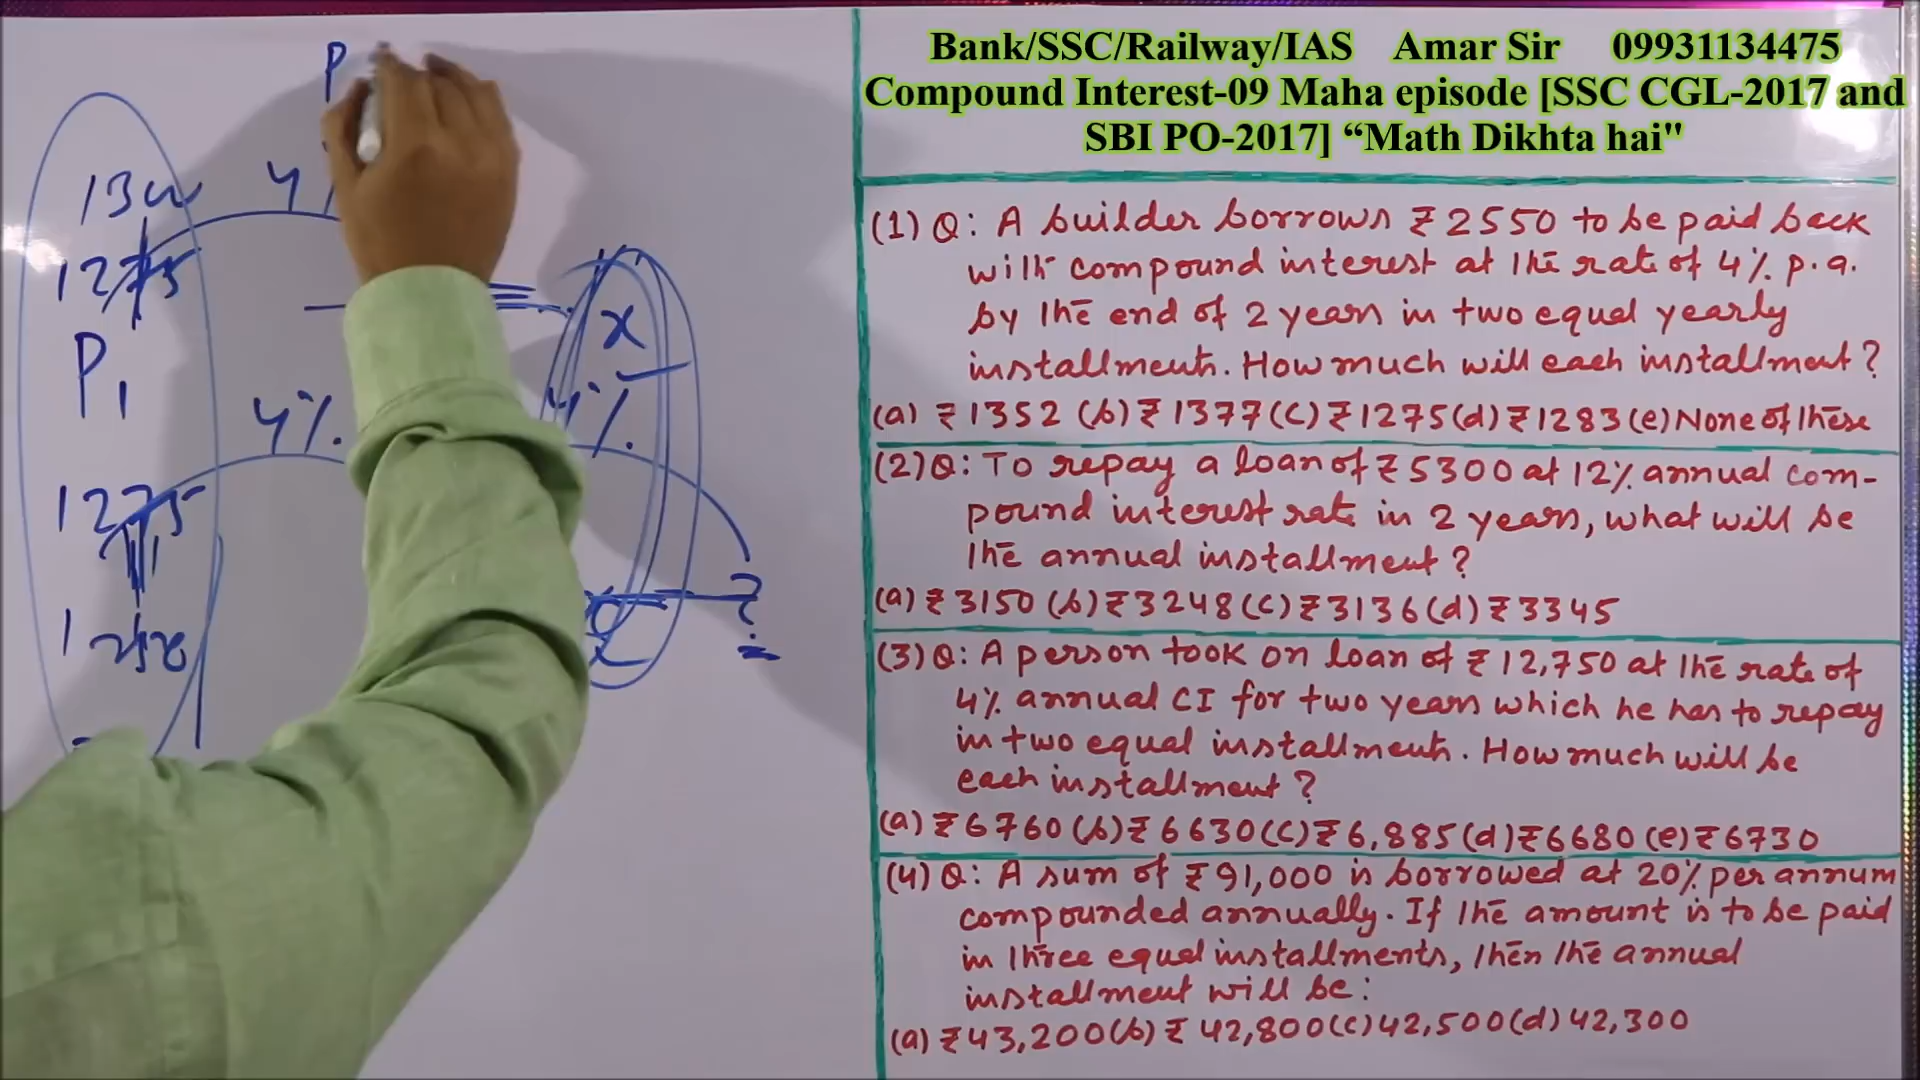 Bank/SSC/Railway/IAS Amar Sir 09931134475
Compound Interest-09 Maha episode [SSC CGL-2017 and
SBI PO-2017] “Math Dikhta hai"
(1) Q: A builder borrows ₹2550 to be paid back
with compound interest at the rate of 4% p.a.
by the end of 2 years in two equal yearly
installments. How much will each installment?
(a) ₹1352 (b) ₹1377 (c) ₹1275 (d) ₹1283 (e) None of these
(2) Q: To repay a loan of ₹5300 at 12% annual com-
pound interest rate in 2 years, what will be
the annual installment?
(a) ₹3150 (b) ₹3248 (c) ₹3136 (d) ₹3345
(3) Q: A person took on loan of ₹12,750 at the rate of
4% annual CI for two years which he has to repay
in two equal installments. How much will be
each installment?
(a) ₹6760 (b) ₹6630 (c) ₹6,885 (d) ₹6680 (e) ₹6730
(4) Q: A sum of ₹91,000 is borrowed at 20% per annum
compounded annually. If the amount is to be paid
in three equal installments, then the annual
installment will be:
(a) ₹43,200 (b) ₹42,800 (c) 42,500 (d) 42,300
P
4%
1275
x
P1
4% 4%.
1275
?
x